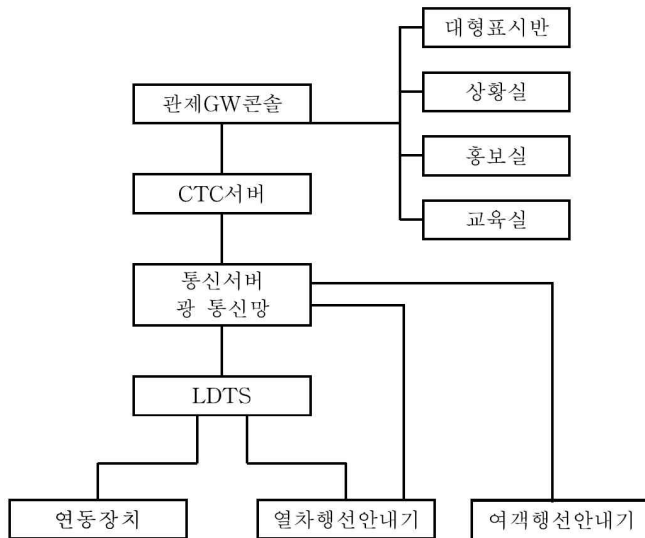 대형표시반
관제GW콘솔
상황실
홍보실
CTC서버
교육실
통신서버
광 통신망
LDTS
연동장치
열차행선안내기
여객행선안내기